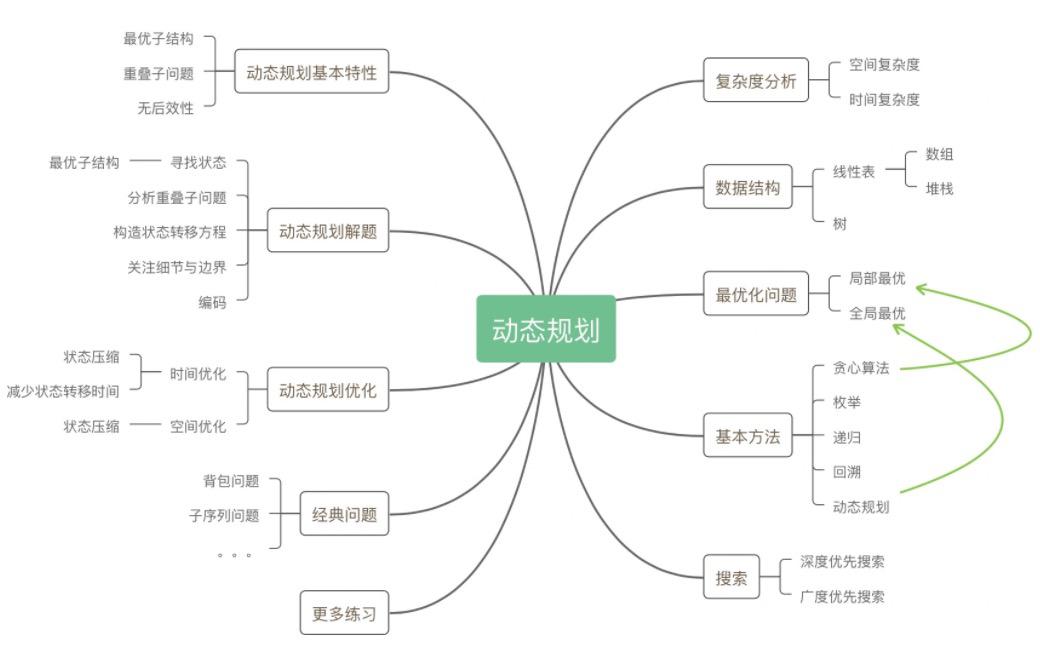 动态规划
动态规划基本特性
最优子结构
重叠子问题
无后效性
动态规划解题
寻找状态
最优子结构
分析重叠子问题
构造状态转移方程
关注细节与边界
编码
动态规划优化
时间优化
状态压缩
减少状态转移时间
空间优化
状态压缩
经典问题
背包问题
子序列问题
。。。
更多练习
复杂度分析
空间复杂度
时间复杂度
数据结构
线性表
数组
堆栈
树
最优化问题
局部最优
全局最优
基本方法
贪心算法
枚举
递归
回溯
动态规划
搜索
深度优先搜索
广度优先搜索